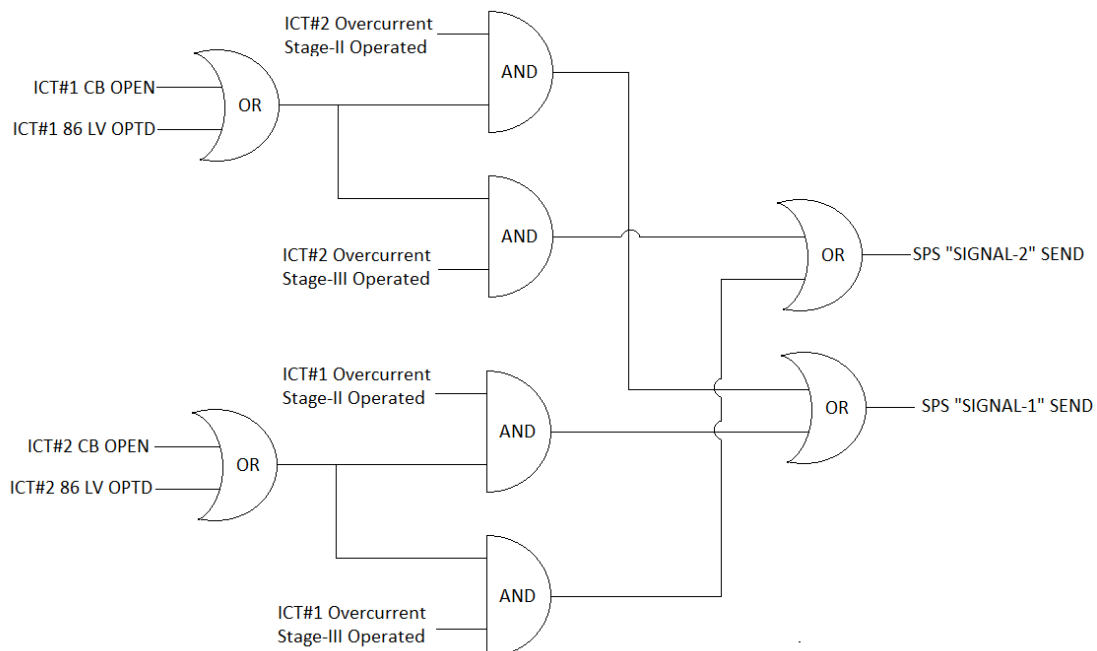 ICT#2 Overcurrent
Stage-II Operated
AND
ICT#1 CB OPEN
OR
ICT#1 86 LV OPTD
AND
ICT#2 Overcurrent
Stage-III Operated
OR
SPS "SIGNAL-2" SEND
ICT#1 Overcurrent
Stage-II Operated
AND
OR
SPS "SIGNAL-1" SEND
ICT#2 CB OPEN
OR
ICT#2 86 LV OPTD
AND
ICT#1 Overcurrent
Stage-III Operated